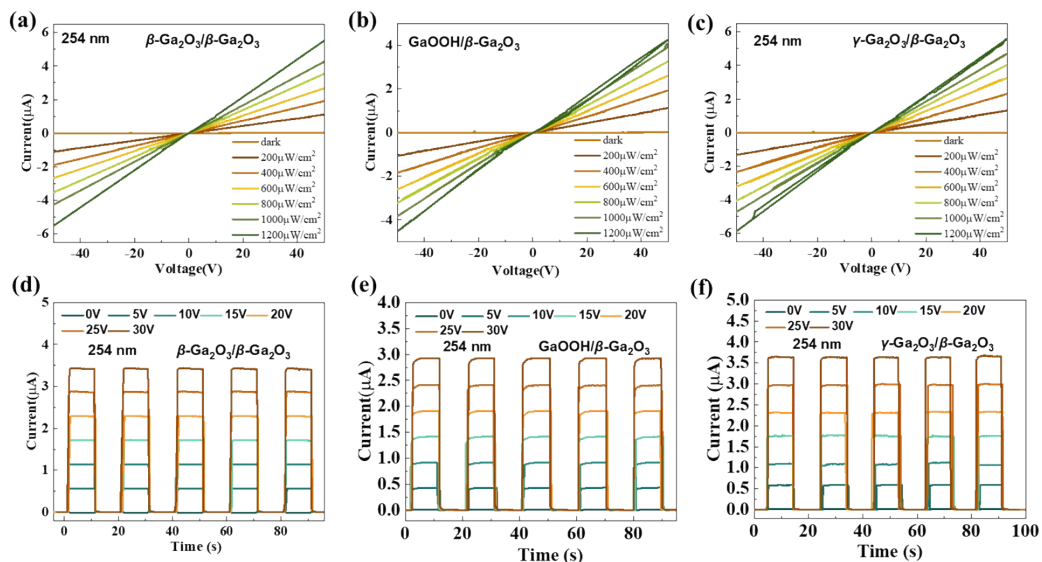 (a)
254 nm β-Ga₂O₃/β-Ga₂O₃
Current(μA)
6
4
2
0
-2
-4
-6
dark
200μW/cm²
400μW/cm²
600μW/cm²
800μW/cm²
1000μW/cm²
1200μW/cm²
-40 -20 0 20 40
Voltage(V)
(b)
GaOOH/β-Ga₂O₃
Current(μA)
4
2
0
-2
-4
dark
200μW/cm²
400μW/cm²
600μW/cm²
800μW/cm²
1000μW/cm²
1200μW/cm²
-40 -20 0 20 40
Voltage(V)
(c)
254 nm γ-Ga₂O₃/β-Ga₂O₃
Current (μA)
6
4
2
0
-2
-4
-6
dark
200μW/cm²
400μW/cm²
600μW/cm²
800μW/cm²
1000μW/cm²
1200μW/cm²
-40 -20 0 20 40
Voltage(V)
(d)
0V 5V 10V 15V 20V
25V 30V
254 nm β-Ga₂O₃/β-Ga₂O₃
Current(μA)
5
4
3
2
1
0
0 20 40 60 80
Time (s)
(e)
0V 5V 10V 15V 20V
25V 30V
254 nm GaOOH/β-Ga₂O₃
Current(μA)
4.0
3.5
3.0
2.5
2.0
1.5
1.0
0.5
0.0
0 20 40 60 80
Time (s)
(f)
0V 5V 10V 15V 20V
25V 30V
254 nm γ-Ga₂O₃/β-Ga₂O₃
Current (μA)
5.0
4.5
4.0
3.5
3.0
2.5
2.0
1.5
1.0
0.5
0.0
0 20 40 60 80 100
Time (s)